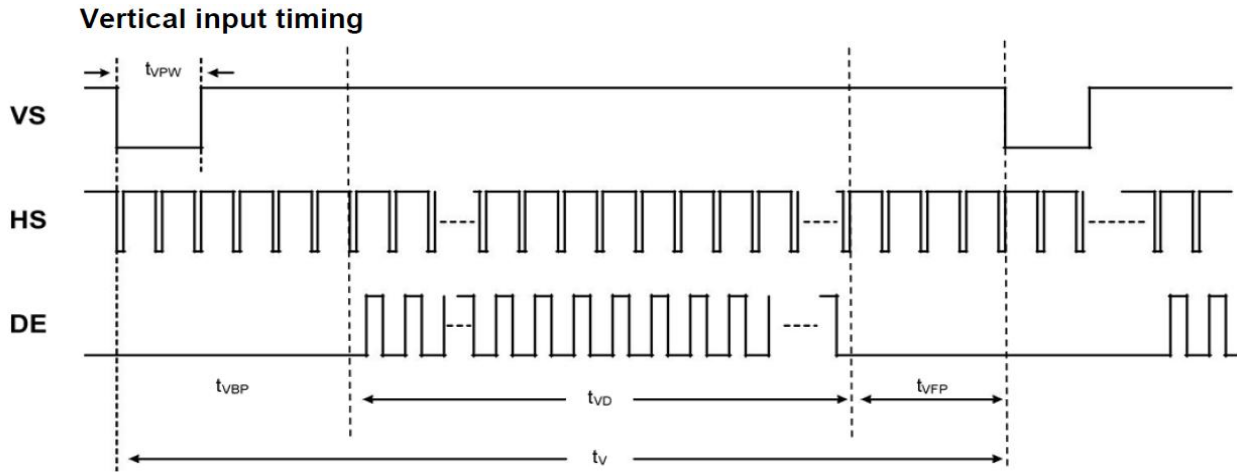 Vertical input timing
tVPW
VS
HS
DE
tVBP
tVD
tVFP
tV